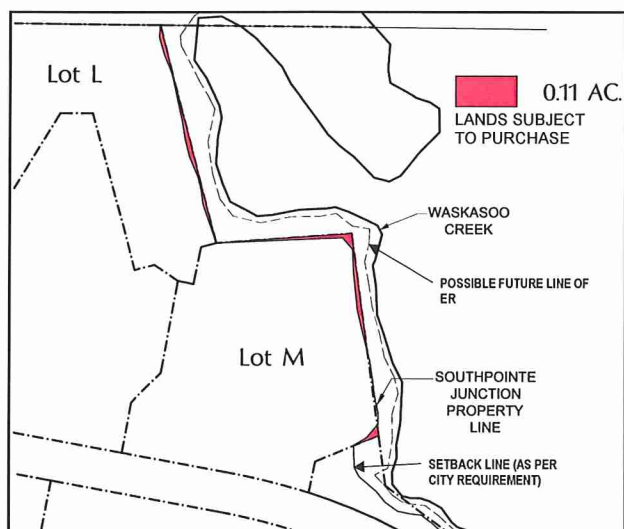 Lot L
0.11 AC.
LANDS SUBJECT
TO PURCHASE
WASKASOO
CREEK
POSSIBLE FUTURE LINE OF
ER
Lot M
SOUTHPOINTE
JUNCTION
PROPERTY
LINE
SETBACK LINE (AS PER
CITY REQUIREMENT)